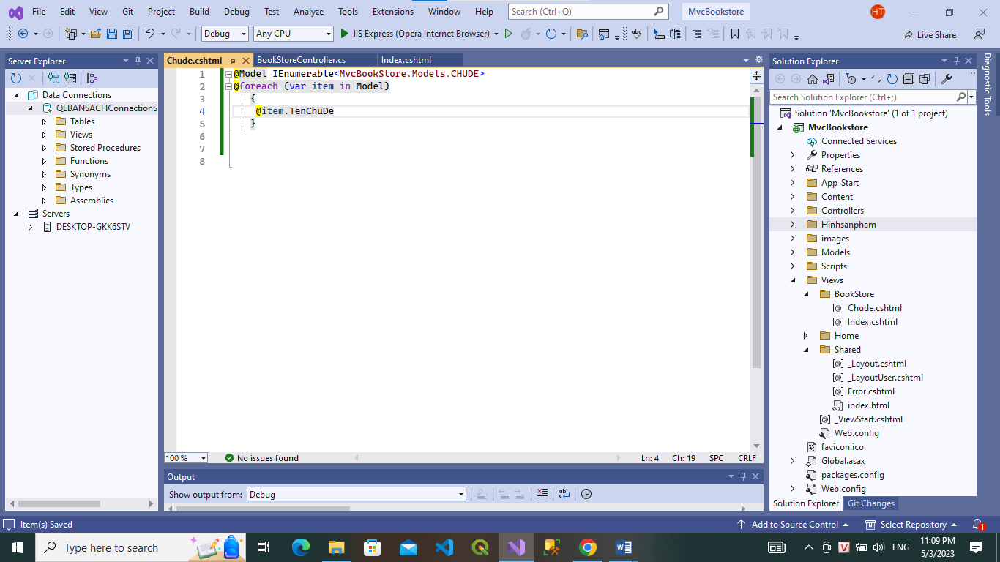 File Edit View Git Project Build Debug Test Analyze Tools Extensions Window Help Search (Ctrl+Q) MvcBookstore HT
Debug Any CPU IIS Express (Opera Internet Browser) Live Share
Server Explorer
Data Connections
QLBANSACHConnectionS
Tables
Views
Stored Procedures
Functions
Synonyms
Types
Assemblies
Servers
DESKTOP-GKK6STV
Chude.cshtml BookStoreController.cs Index.cshtml
1 @Model IEnumerable<MvcBookStore.Models.CHUDE>
2 @foreach (var item in Model)
3 {
4 @item.TenChuDe
5 }
6
7
8
100 % No issues found Ln: 4 Ch: 19 SPC CRLF
Output
Show output from: Debug
Solution Explorer
Search Solution Explorer (Ctrl+;)
Solution 'MvcBookstore' (1 of 1 project)
MvcBookstore
Connected Services
Properties
References
App_Start
Content
Controllers
Hinhsanpham
images
Models
Scripts
Views
BookStore
Chude.cshtml
Index.cshtml
Home
Shared
_Layout.cshtml
_LayoutUser.cshtml
Error.cshtml
index.html
_ViewStart.cshtml
Web.config
favicon.ico
Global.asax
packages.config
Web.config
Solution Explorer Git Changes
Diagnostic Tools
Item(s) Saved Add to Source Control Select Repository 1
Type here to search ENG 11:09 PM
5/3/2023